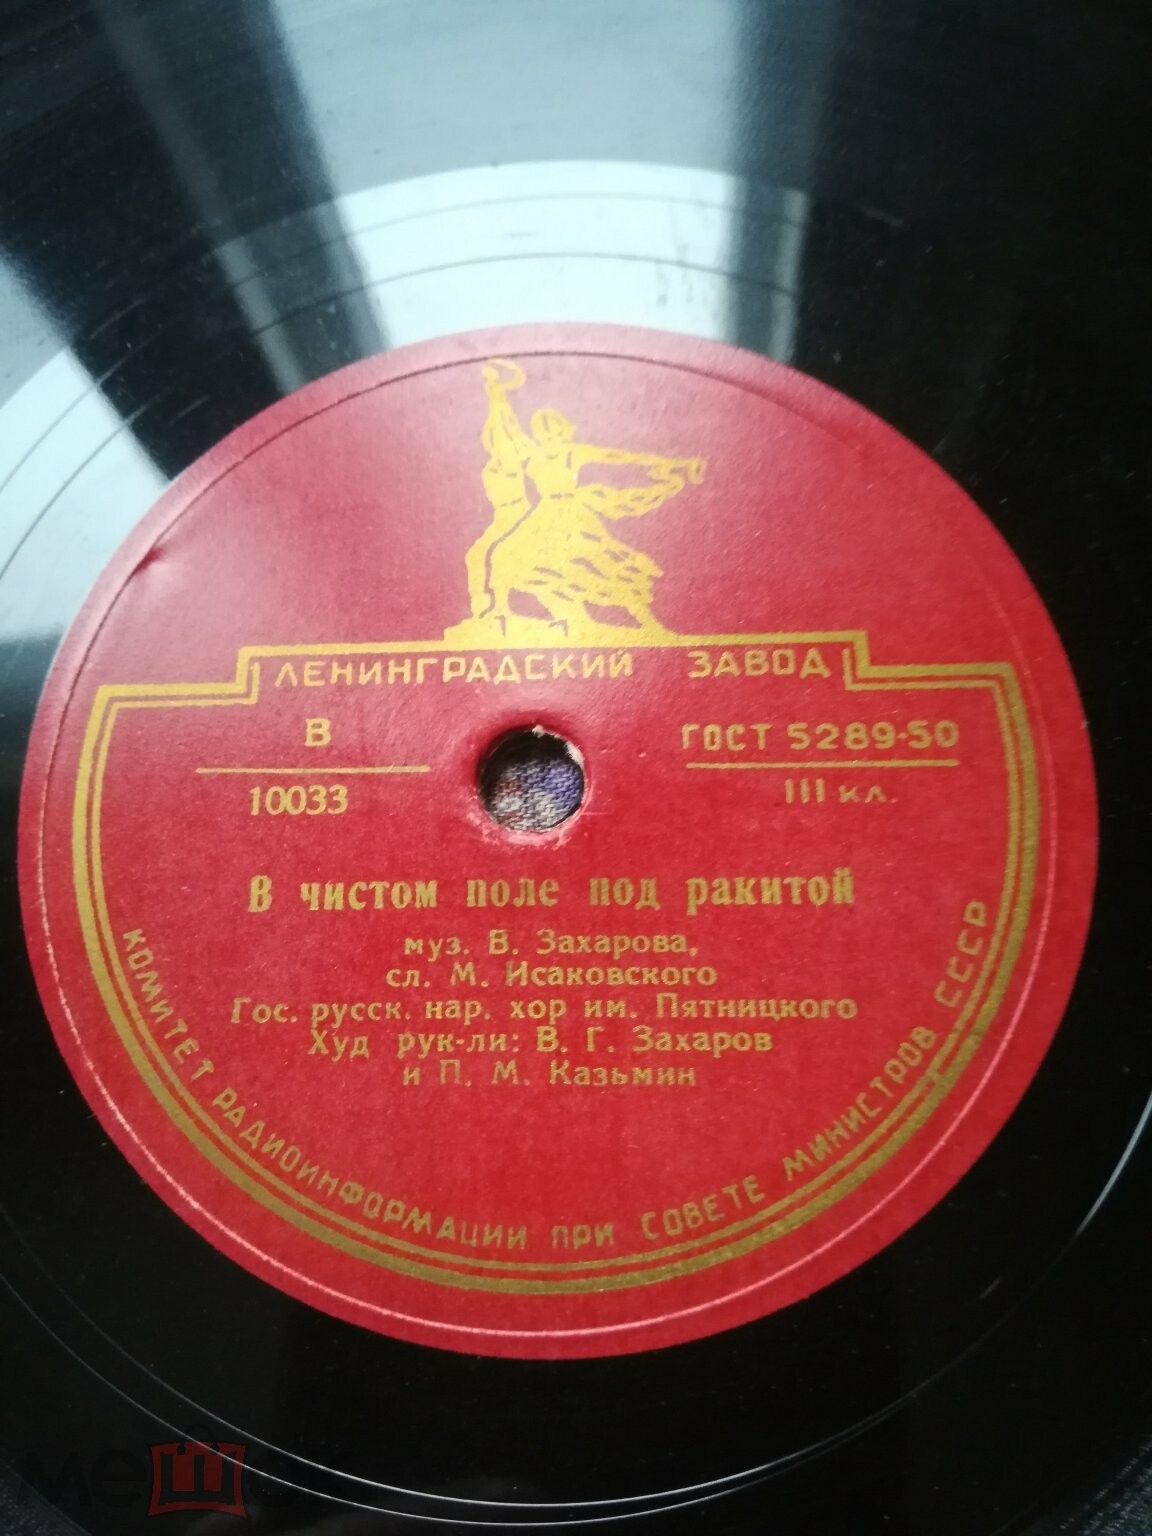 ЛЕНИНГРАДСКИЙ ЗАВОД
В
10033
ГОСТ 5289-50
III кл.
В чистом поле под ракитой
муз. В. Захарова,
сл. М. Исаковского
Гос. русск. нар. хор им. Пятницкого
Худ рук-ли: В. Г. Захаров
и П. М. Казьмин
КОМИТЕТ РАДИОИНФОРМАЦИИ ПРИ СОВЕТЕ МИНИСТРОВ СССР